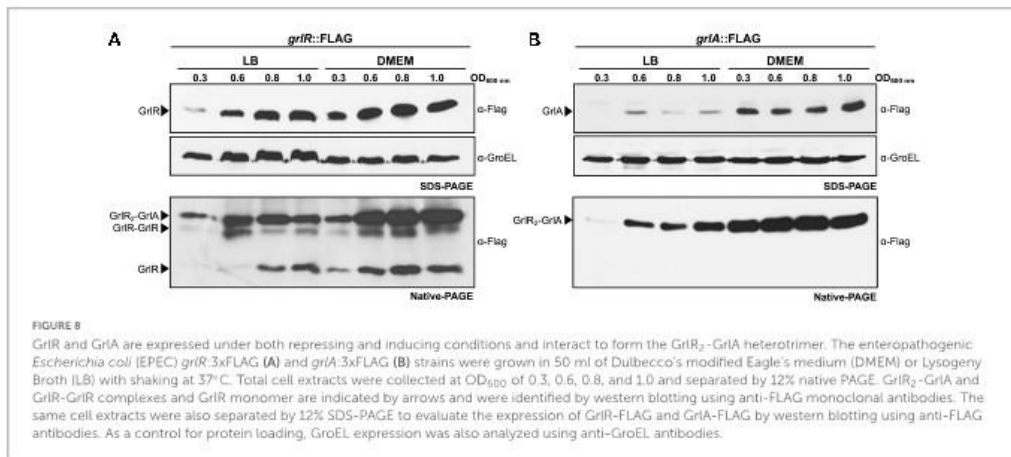 A
grlR::FLAG
LB DMEM
0.3 0.6 0.8 1.0 0.3 0.6 0.8 1.0 OD600 nm
GrlR α-Flag
α-GroEL
SDS-PAGE
GrlR2-GrlA
GrlR-GrlR
α-Flag
GrlR
Native-PAGE
B
grlA::FLAG
LB DMEM
0.3 0.6 0.8 1.0 0.3 0.6 0.8 1.0 OD600 nm
GrlA α-Flag
α-GroEL
SDS-PAGE
GrlR2-GrlA
α-Flag
Native-PAGE
FIGURE 8
GrlR and GrlA are expressed under both repressing and inducing conditions and interact to form the GrlR2-GrlA heterotrimer. The enteropathogenic
Escherichia coli (EPEC) grlR:3xFLAG (A) and grlA:3xFLAG (B) strains were grown in 50 ml of Dulbecco's modified Eagle's medium (DMEM) or Lysogeny
Broth (LB) with shaking at 37°C. Total cell extracts were collected at OD600 of 0.3, 0.6, 0.8, and 1.0 and separated by 12% native PAGE. GrlR2-GrlA and
GrlR-GrlR complexes and GrlR monomer are indicated by arrows and were identified by western blotting using anti-FLAG monoclonal antibodies. The
same cell extracts were also separated by 12% SDS-PAGE to evaluate the expression of GrlR-FLAG and GrlA-FLAG by western blotting using anti-FLAG
antibodies. As a control for protein loading, GroEL expression was also analyzed using anti-GroEL antibodies.